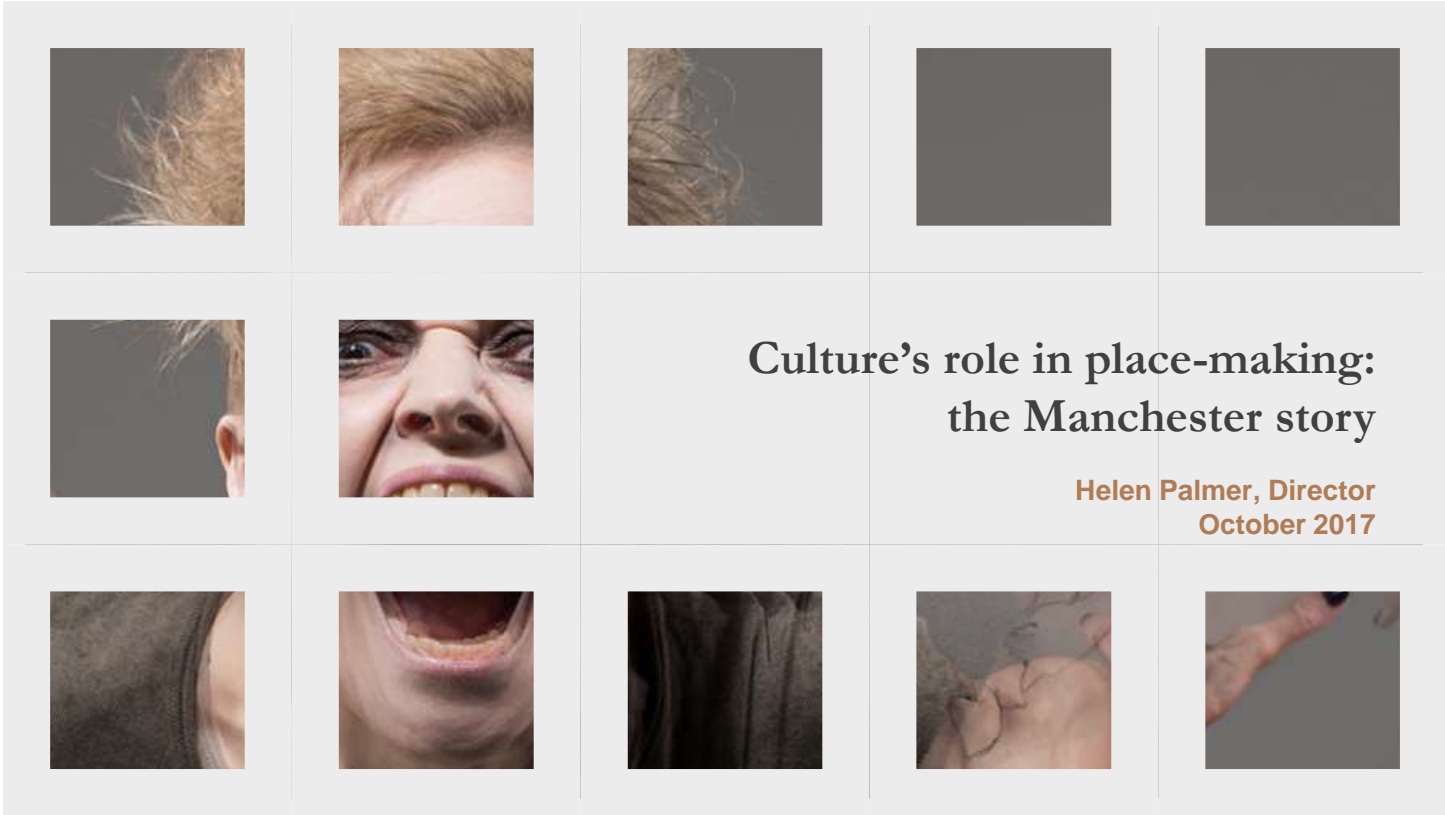 Culture’s role in place-making:
the Manchester story
Helen Palmer, Director
October 2017